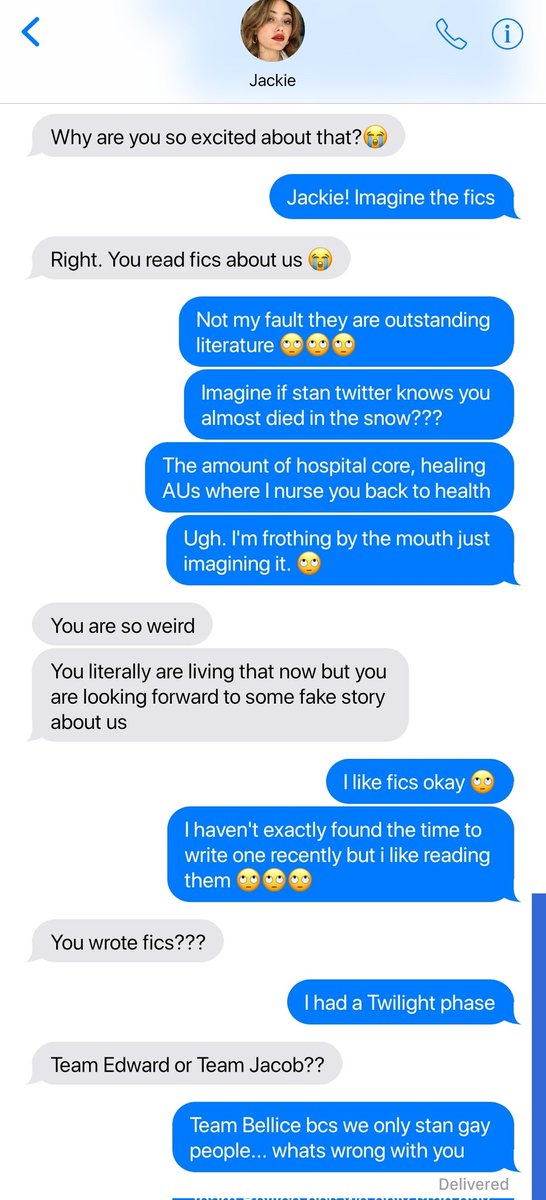 Jackie
Why are you so excited about that?😭
Jackie! Imagine the fics
Right. You read fics about us 😭
Not my fault they are outstanding
literature 🙄🙄🙄
Imagine if stan twitter knows you
almost died in the snow???
The amount of hospital core, healing
AUs where I nurse you back to health
Ugh. I'm frothing by the mouth just
imagining it. 🙄
You are so weird
You literally are living that now but you
are looking forward to some fake story
about us
I like fics okay 🙄
I haven't exactly found the time to
write one recently but i like reading
them 🙄🙄🙄
You wrote fics???
I had a Twilight phase
Team Edward or Team Jacob??
Team Bellice bcs we only stan gay
people... whats wrong with you
Delivered